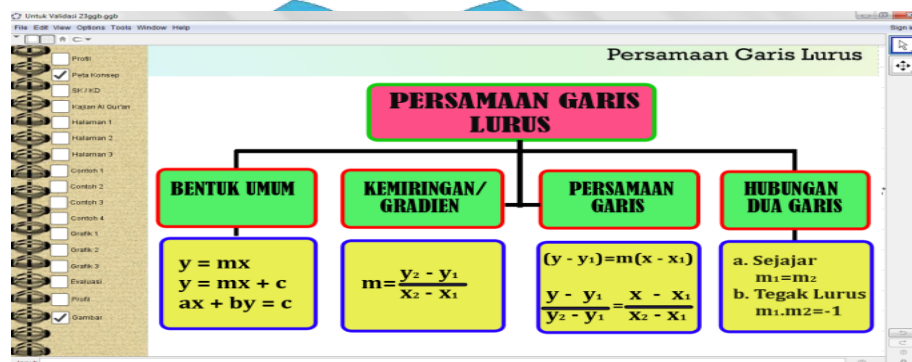 Untuk Validasi 23ggb.ggb
File Edit View Options Tools Window Help
Sign in
Persamaan Garis Lurus
Profil
Peta Konsep
SK / KD
Kajian Al Qur'an
Halaman 1
Halaman 2
Halaman 3
Contoh 1
Contoh 2
Contoh 3
Contoh 4
Grafik 1
Grafik 2
Grafik 3
Evaluasi
Profil
Gambar
PERSAMAAN GARIS
LURUS
BENTUK UMUM
y = mx
y = mx + c
ax + by = c
KEMIRINGAN/
GRADIEN
m = y₂ - y₁ / x₂ - x₁
PERSAMAAN
GARIS
(y - y₁)=m(x - x₁)
y - y₁ / y₂ - y₁ = x - x₁ / x₂ - x₁
HUBUNGAN
DUA GARIS
a. Sejajar
m₁=m₂
b. Tegak Lurus
m₁.m₂=-1